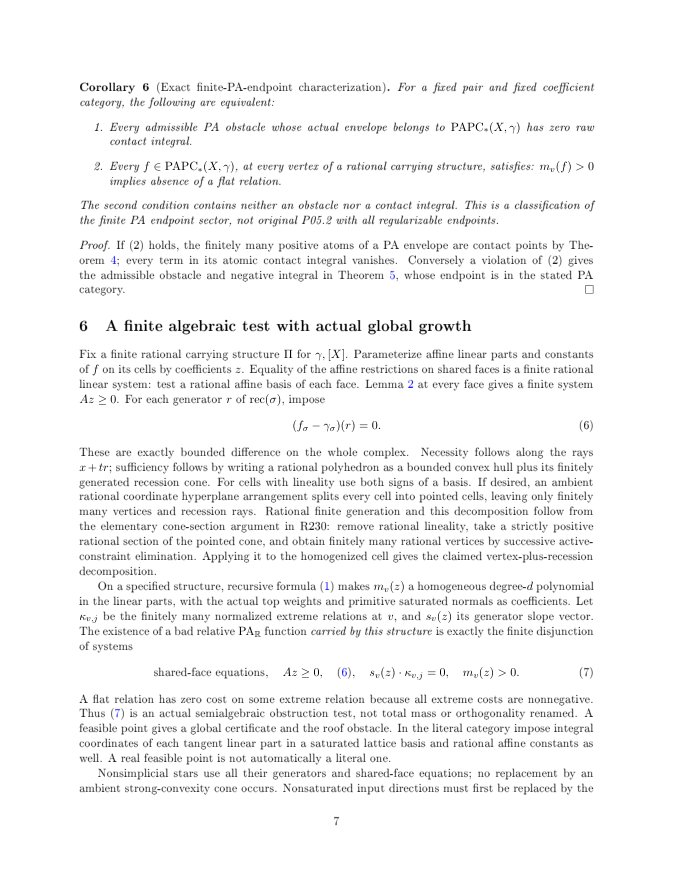 Corollary 6 (Exact finite-PA-endpoint characterization). For a fixed pair and fixed coefficient
category, the following are equivalent:
1. Every admissible PA obstacle whose actual envelope belongs to PAPC∗(X, γ) has zero raw
contact integral.
2. Every f ∈ PAPC∗(X, γ), at every vertex of a rational carrying structure, satisfies: mᵥ(f) > 0
implies absence of a flat relation.
The second condition contains neither an obstacle nor a contact integral. This is a classification of
the finite PA endpoint sector, not original P05.2 with all regularizable endpoints.
Proof. If (2) holds, the finitely many positive atoms of a PA envelope are contact points by The-
orem 4; every term in its atomic contact integral vanishes. Conversely a violation of (2) gives
the admissible obstacle and negative integral in Theorem 5, whose endpoint is in the stated PA
category. □
6 A finite algebraic test with actual global growth
Fix a finite rational carrying structure Π for γ, [X]. Parameterize affine linear parts and constants
of f on its cells by coefficients z. Equality of the affine restrictions on shared faces is a finite rational
linear system: test a rational affine basis of each face. Lemma 2 at every face gives a finite system
Az ≥ 0. For each generator r of rec(σ), impose
(f_σ − γ_σ)(r) = 0. (6)
These are exactly bounded difference on the whole complex. Necessity follows along the rays
x + tr; sufficiency follows by writing a rational polyhedron as a bounded convex hull plus its finitely
generated recession cone. For cells with lineality use both signs of a basis. If desired, an ambient
rational coordinate hyperplane arrangement splits every cell into pointed cells, leaving only finitely
many vertices and recession rays. Rational finite generation and this decomposition follow from
the elementary cone-section argument in R230: remove rational lineality, take a strictly positive
rational section of the pointed cone, and obtain finitely many rational vertices by successive active-
constraint elimination. Applying it to the homogenized cell gives the claimed vertex-plus-recession
decomposition.
On a specified structure, recursive formula (1) makes mᵥ(z) a homogeneous degree-d polynomial
in the linear parts, with the actual top weights and primitive saturated normals as coefficients. Let
κ_{v,j} be the finitely many normalized extreme relations at v, and sᵥ(z) its generator slope vector.
The existence of a bad relative PA_ℝ function carried by this structure is exactly the finite disjunction
of systems
shared-face equations, Az ≥ 0, (6), sᵥ(z) · κ_{v,j} = 0, mᵥ(z) > 0. (7)
A flat relation has zero cost on some extreme relation because all extreme costs are nonnegative.
Thus (7) is an actual semialgebraic obstruction test, not total mass or orthogonality renamed. A
feasible point gives a global certificate and the roof obstacle. In the literal category impose integral
coordinates of each tangent linear part in a saturated lattice basis and rational affine constants as
well. A real feasible point is not automatically a literal one.
Nonsimplicial stars use all their generators and shared-face equations; no replacement by an
ambient strong-convexity cone occurs. Nonsaturated input directions must first be replaced by the
7